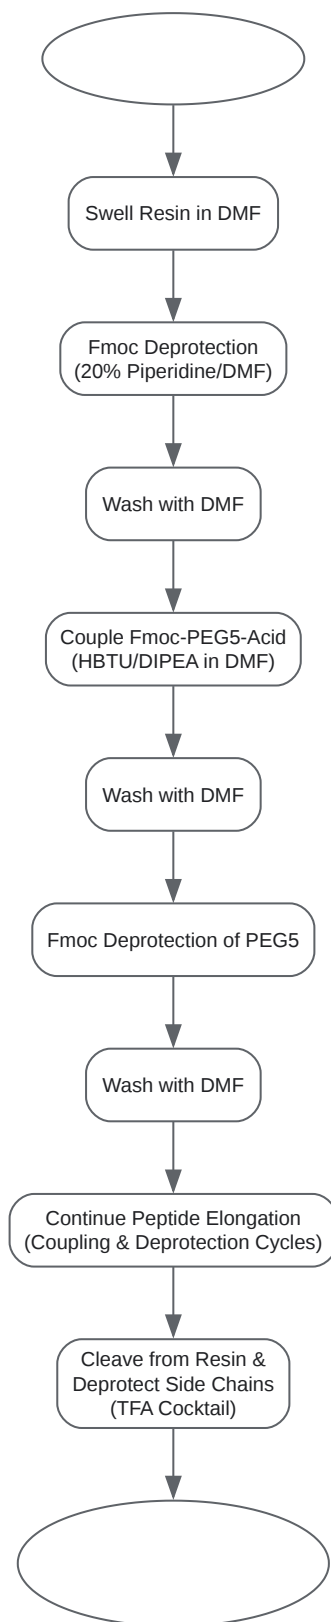 Swell Resin in DMF
Fmoc Deprotection
(20% Piperidine/DMF)
Wash with DMF
Couple Fmoc-PEG5-Acid
(HBTU/DIPEA in DMF)
Wash with DMF
Fmoc Deprotection of PEG5
Wash with DMF
Continue Peptide Elongation
(Coupling & Deprotection Cycles)
Cleave from Resin &
Deprotect Side Chains
(TFA Cocktail)